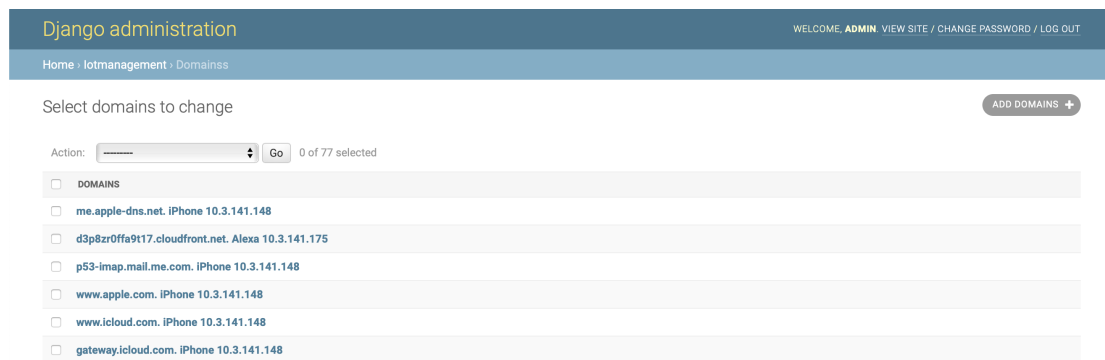 Django administration
WELCOME, ADMIN. VIEW SITE / CHANGE PASSWORD / LOG OUT
Home › Iotmanagement › Domainss
Select domains to change
ADD DOMAINS +
Action: --------- Go 0 of 77 selected
DOMAINS
me.apple-dns.net. iPhone 10.3.141.148
d3p8zr0ffa9t17.cloudfront.net. Alexa 10.3.141.175
p53-imap.mail.me.com. iPhone 10.3.141.148
www.apple.com. iPhone 10.3.141.148
www.icloud.com. iPhone 10.3.141.148
gateway.icloud.com. iPhone 10.3.141.148